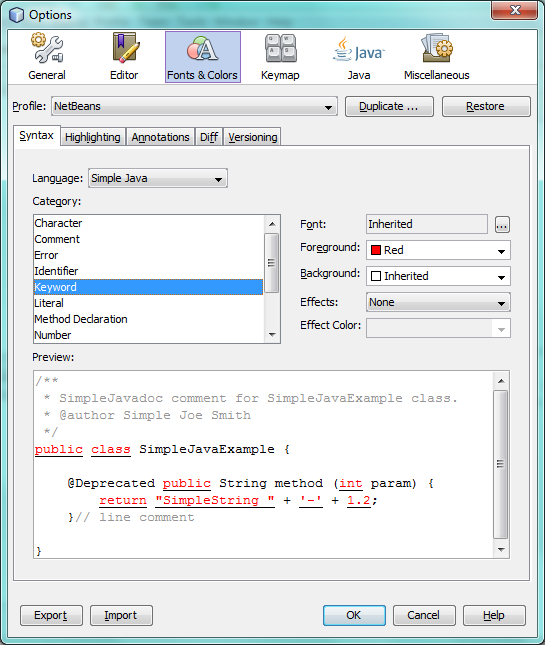 Options
General Editor Fonts & Colors Keymap Java Miscellaneous
Profile: NetBeans Duplicate ... Restore
Syntax Highlighting Annotations Diff Versioning
Language: Simple Java
Category:
Character
Comment
Error
Identifier
Keyword
Literal
Method Declaration
Number
Font: Inherited ...
Foreground: Red
Background: Inherited
Effects: None
Effect Color:
Preview:
/**
 * SimpleJavadoc comment for SimpleJavaExample class.
 * @author Simple Joe Smith
 */
public class SimpleJavaExample {
    @Deprecated public String method (int param) {
        return "SimpleString " + '-' + 1.2;
    }// line comment
}
Export Import OK Cancel Help